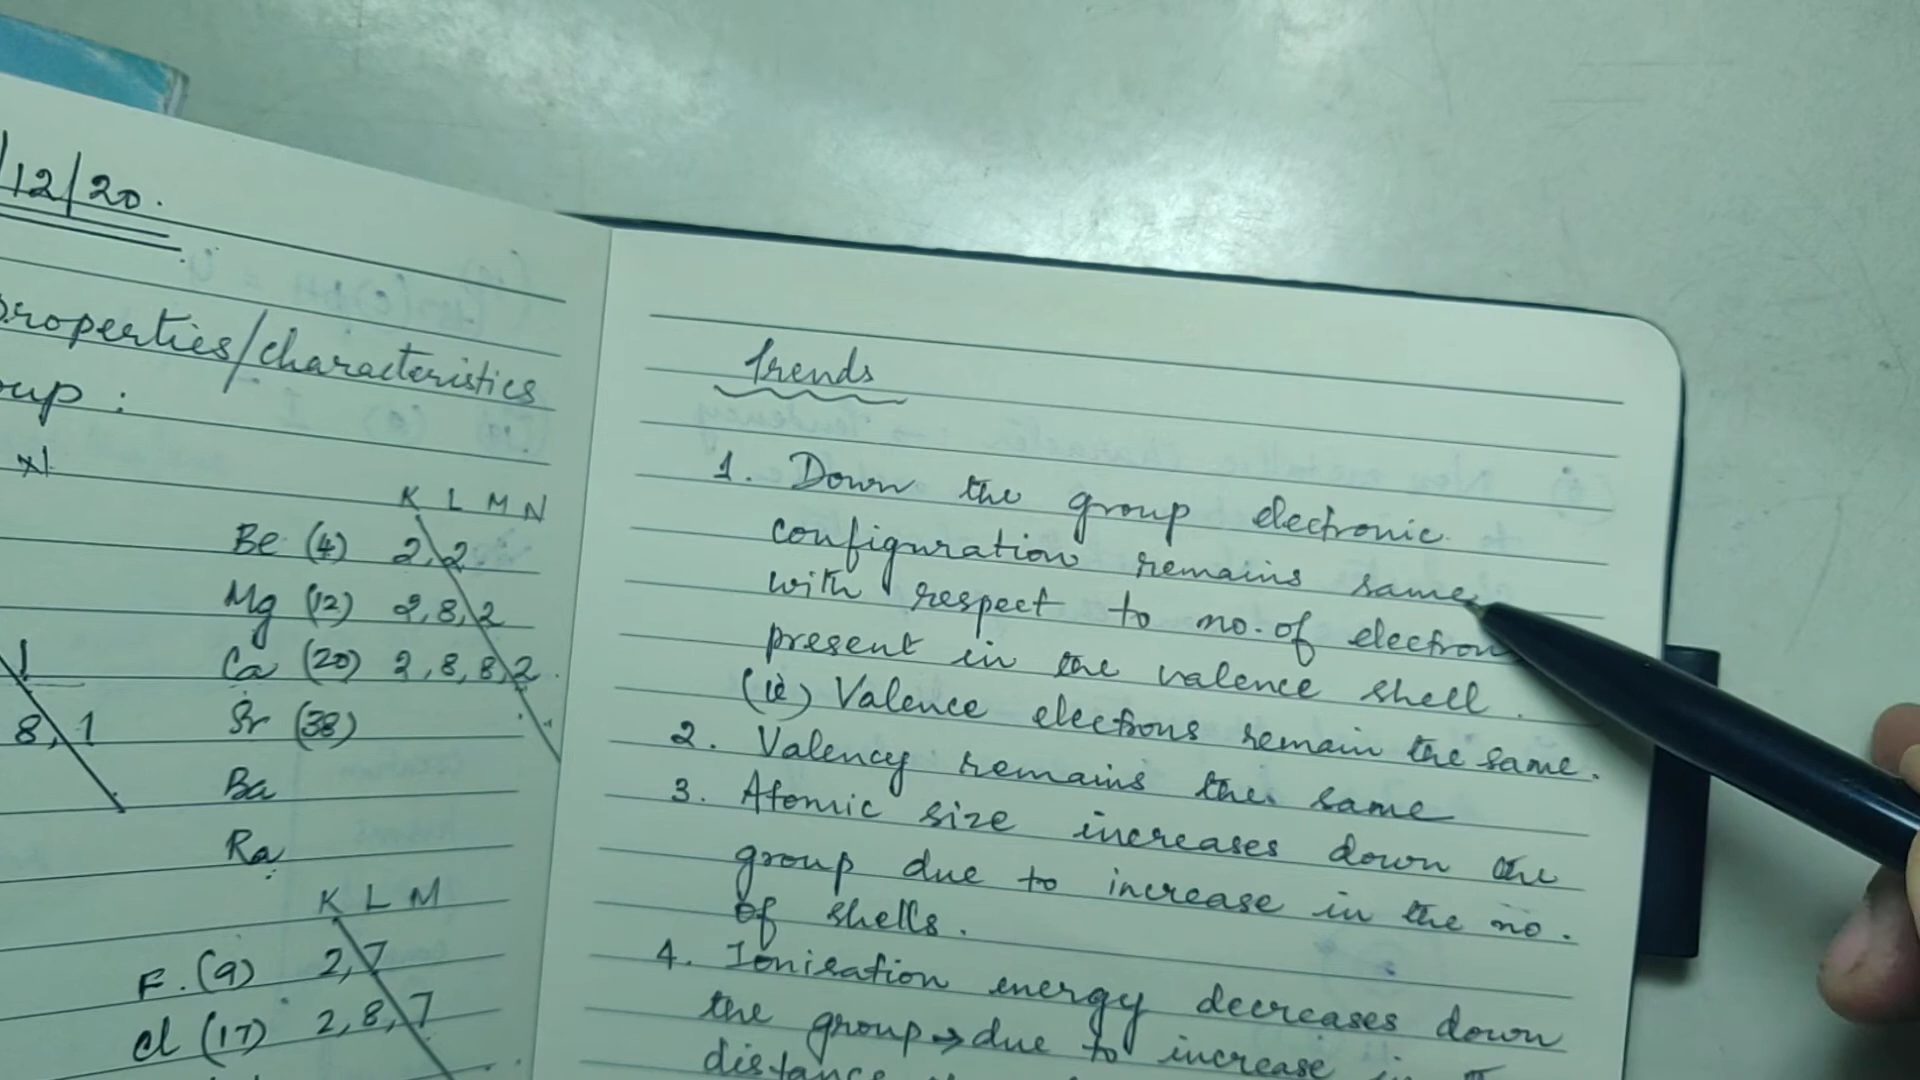 /12/20.
properties/characteristics
oup :
K L M N
Be (4) 2,2
Mg (12) 2,8,2
Ca (20) 2,8,8,2
1
Sr (38)
8,1
Ba
Ra
K L M
F. (9) 2,7
Cl (17) 2,8,7
Trends
1. Down the group electronic
configuration remains same
with respect to no. of electron
present in the valence shell.
(ie) Valence electrons remain the same.
2. Valency remains the same
3. Atomic size increases down the
group due to increase in the no.
of shells.
4. Ionisation energy decreases down
the group → due to increase in
distance